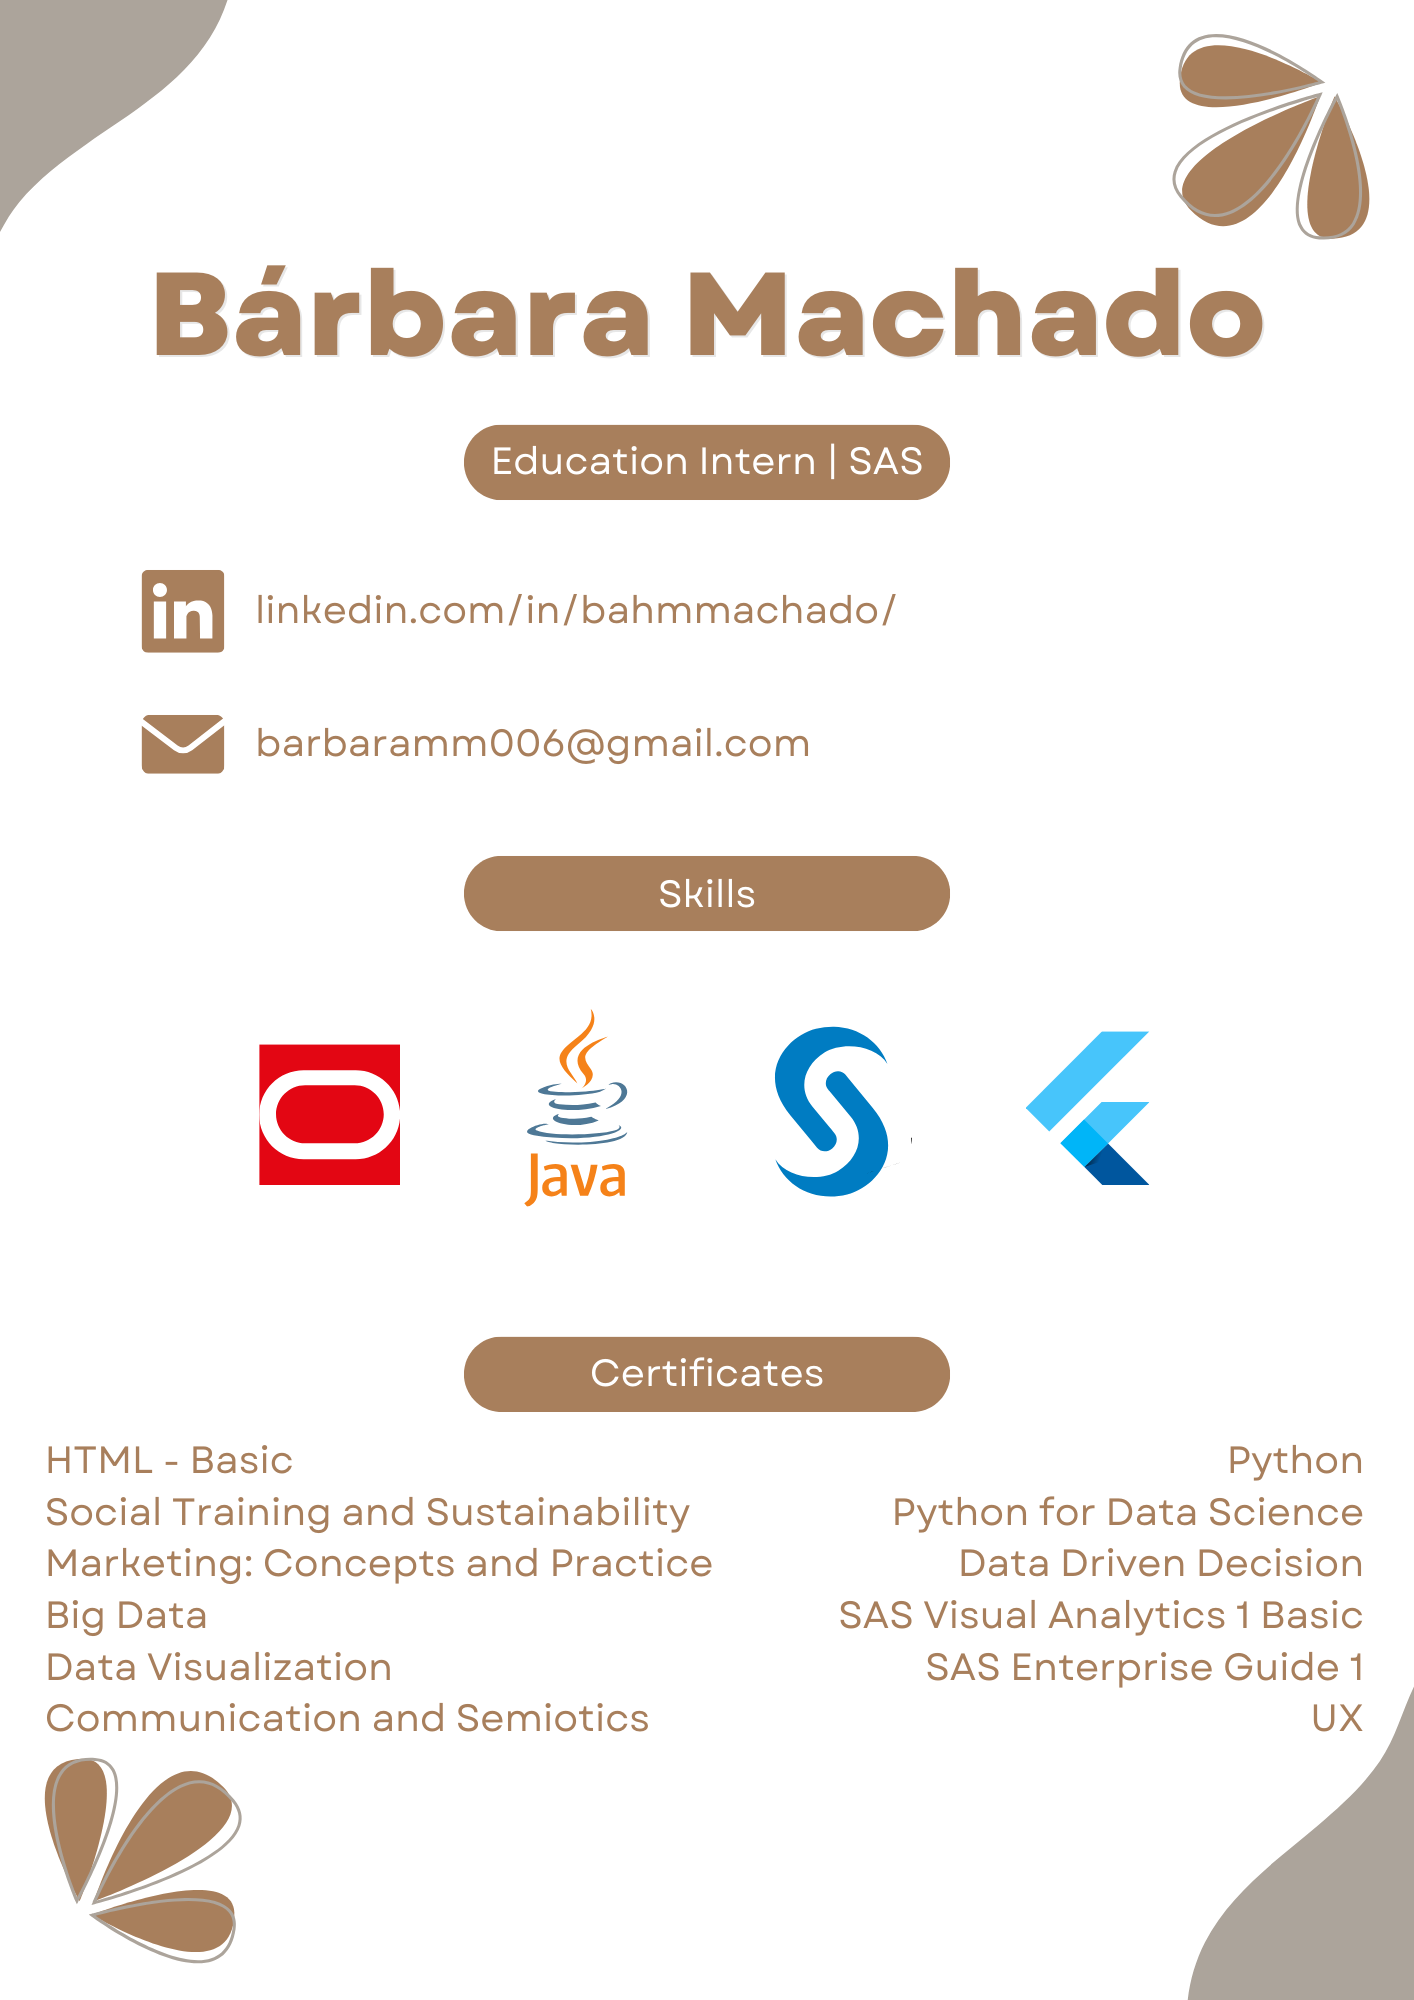 Bárbara Machado
Education Intern | SAS
in
linkedin.com/in/bahmmachado/
barbaramm006@gmail.com
Skills
Java
Certificates
HTML - Basic
Social Training and Sustainability
Marketing: Concepts and Practice
Big Data
Data Visualization
Communication and Semiotics
Python
Python for Data Science
Data Driven Decision
SAS Visual Analytics 1 Basic
SAS Enterprise Guide 1
UX